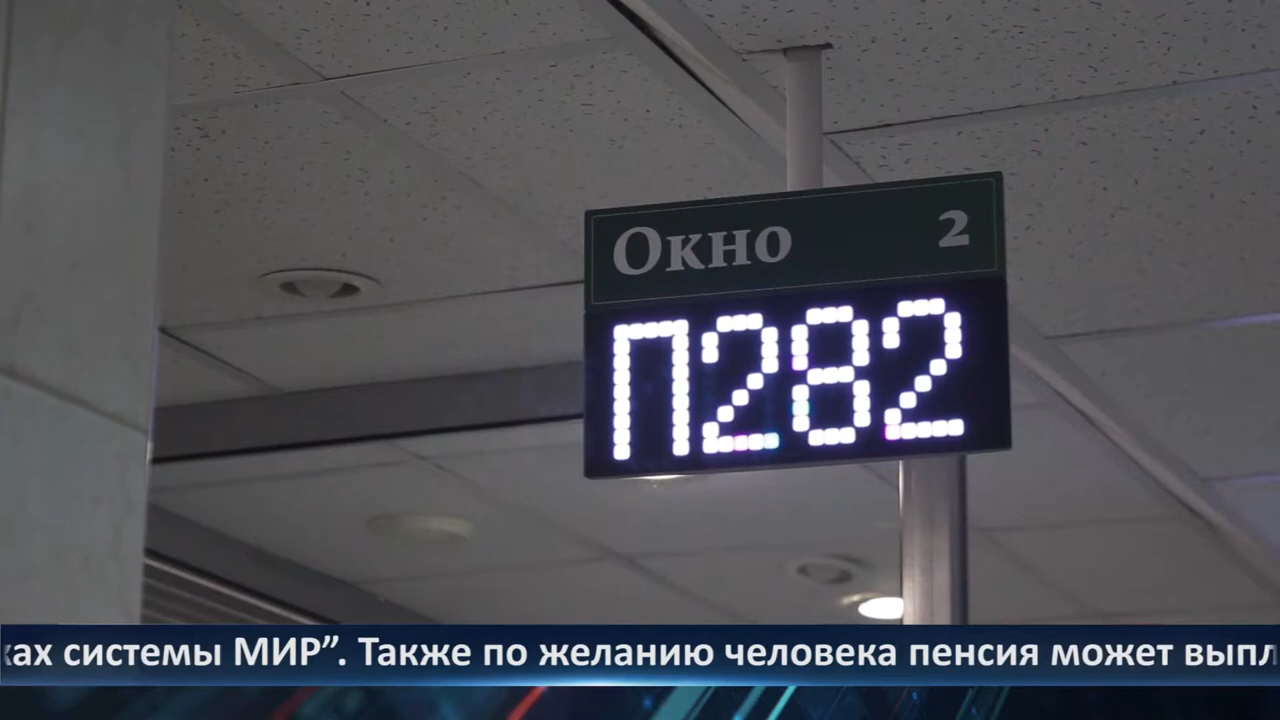 Окно 2
П282
ках системы МИР”. Также по желанию человека пенсия может выпл